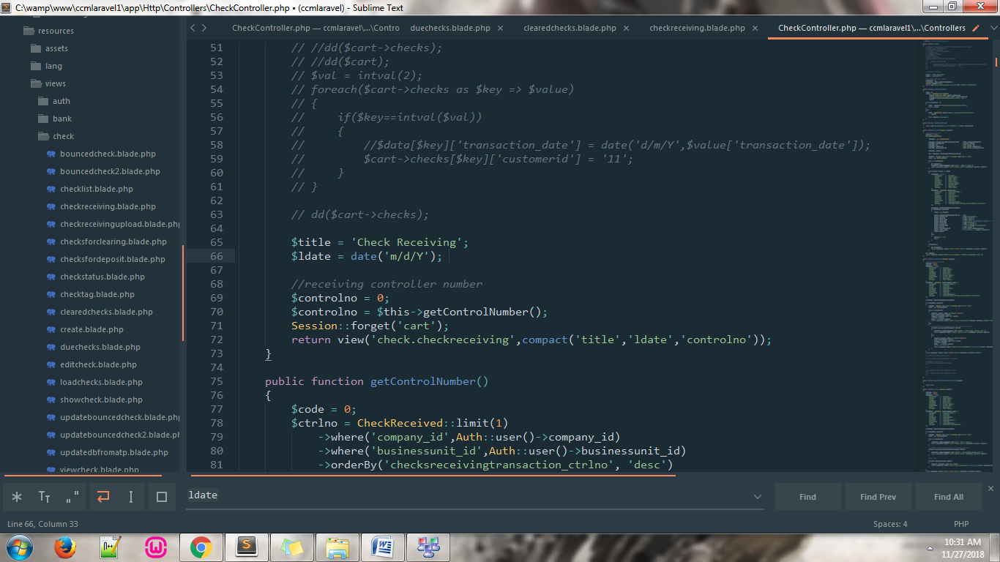 C:\wamp\www\ccmlaravel1\app\Http\Controllers\CheckController.php • (ccmlaravel) - Sublime Text
resources
assets
lang
views
auth
bank
check
bouncedcheck.blade.php
bouncedcheck2.blade.php
checklist.blade.php
checkreceiving.blade.php
checkreceivingupload.blade.php
checksforclearing.blade.php
checksfordeposit.blade.php
checkstatus.blade.php
checktag.blade.php
clearedchecks.blade.php
create.blade.php
duechecks.blade.php
editcheck.blade.php
loadchecks.blade.php
showcheck.blade.php
updatebouncedcheck.blade.php
updatebouncedcheck2.blade.p
updatedbfromatp.blade.php
viewcheck.blade.php
CheckController.php — ccmlaravel\...\Contro
duechecks.blade.php
clearedchecks.blade.php
checkreceiving.blade.php
CheckController.php — ccmlaravel1\...\Controllers
51 // //dd($cart->checks);
52 // //dd($cart);
53 // $val = intval(2);
54 // foreach($cart->checks as $key => $value)
55 // {
56 // if($key==intval($val))
57 // {
58 // //$data[$key]['transaction_date'] = date('d/m/Y',$value['transaction_date']);
59 // $cart->checks[$key]['customerid'] = '11';
60 // }
61 // }
62
63 // dd($cart->checks);
64
65 $title = 'Check Receiving';
66 $ldate = date('m/d/Y');
67
68 //receiving controller number
69 $controlno = 0;
70 $controlno = $this->getControlNumber();
71 Session::forget('cart');
72 return view('check.checkreceiving',compact('title','ldate','controlno'));
73 }
74
75 public function getControlNumber()
76 {
77 $code = 0;
78 $ctrlno = CheckReceived::limit(1)
79 ->where('company_id',Auth::user()->company_id)
80 ->where('businessunit_id',Auth::user()->businessunit_id)
81 ->orderBy('checksreceivingtransaction_ctrlno', 'desc')
ldate
Find
Find Prev
Find All
Line 66, Column 33
Spaces: 4
PHP
10:31 AM
11/27/2018